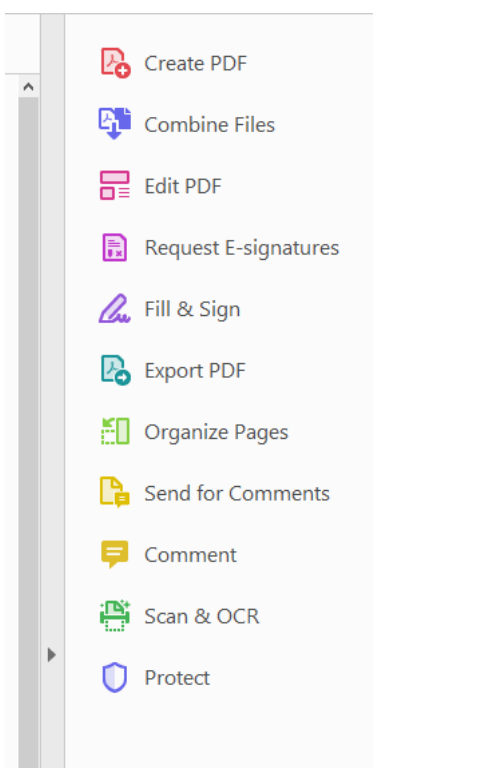 Create PDF
Combine Files
Edit PDF
Request E-signatures
Fill & Sign
Export PDF
Organize Pages
Send for Comments
Comment
Scan & OCR
Protect